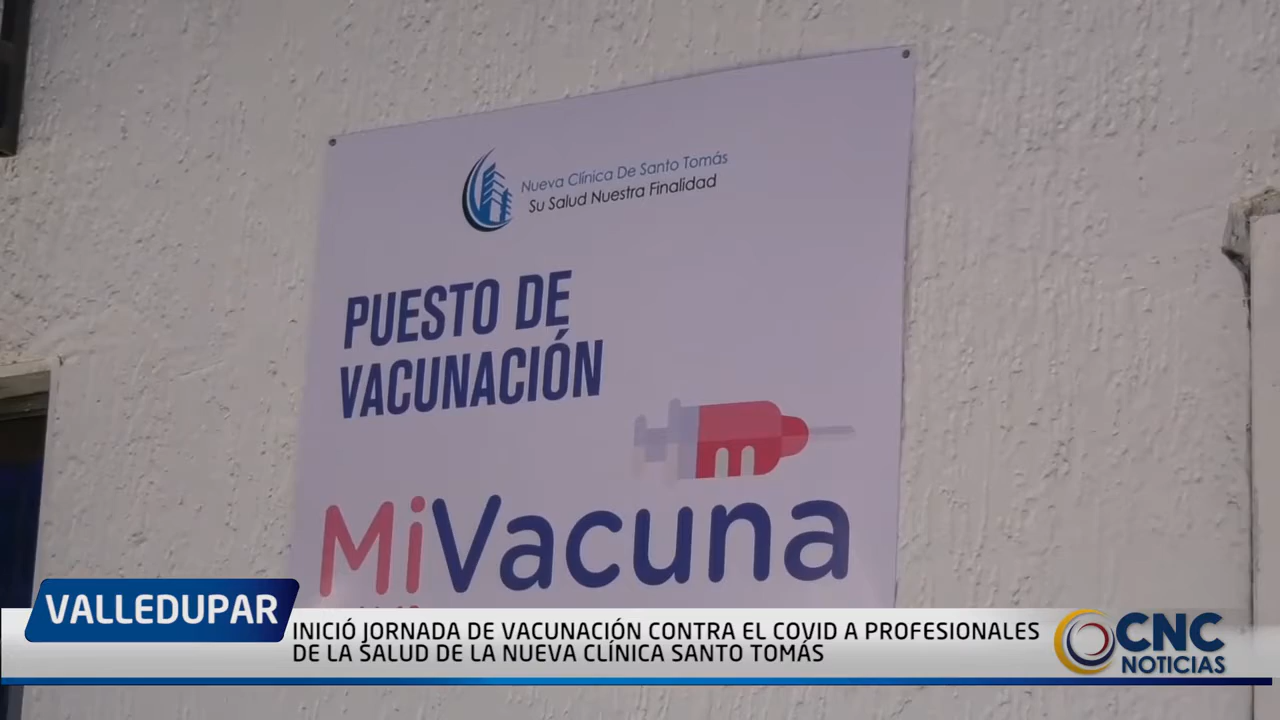 Nueva Clínica De Santo Tomás
Su Salud Nuestra Finalidad
PUESTO DE
VACUNACIÓN
m
MiVacuna
VALLEDUPAR
INICIÓ JORNADA DE VACUNACIÓN CONTRA EL COVID A PROFESIONALES
DE LA SALUD DE LA NUEVA CLÍNICA SANTO TOMÁS
CNC
NOTICIAS